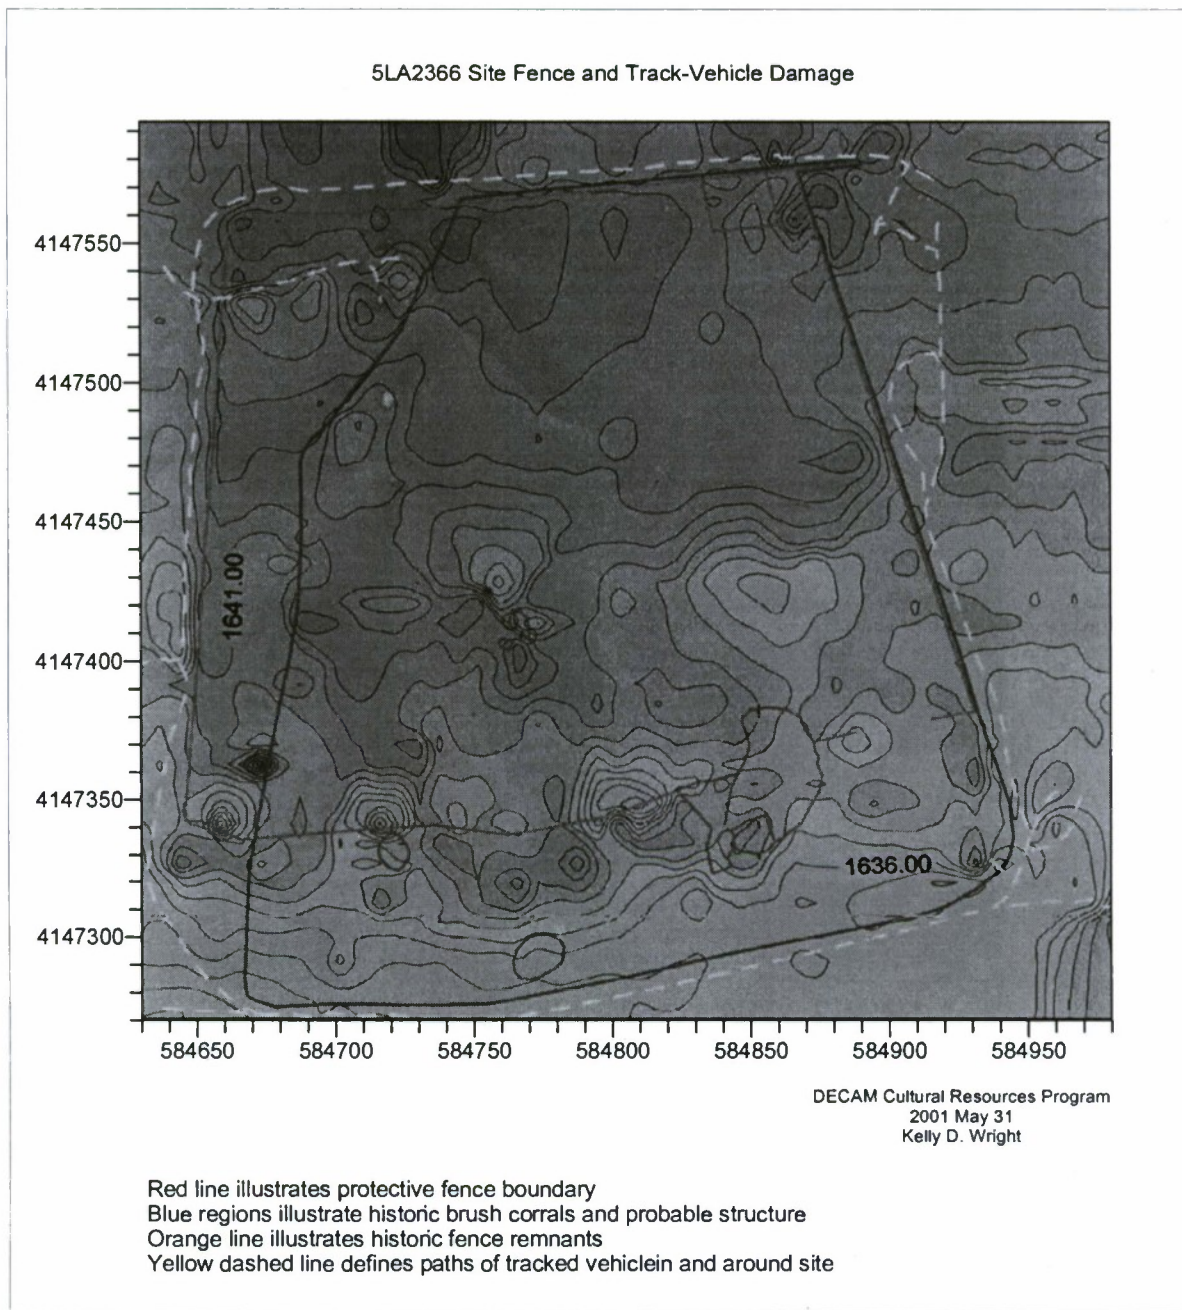 5LA2366 Site Fence and Track-Vehicle Damage
4147550
4147500
4147450
1641.00
4147400
4147350
1636.00
4147300
584650 584700 584750 584800 584850 584900 584950
DECAM Cultural Resources Program
2001 May 31
Kelly D. Wright
Red line illustrates protective fence boundary
Blue regions illustrate historic brush corrals and probable structure
Orange line illustrates historic fence remnants
Yellow dashed line defines paths of tracked vehiclein and around site